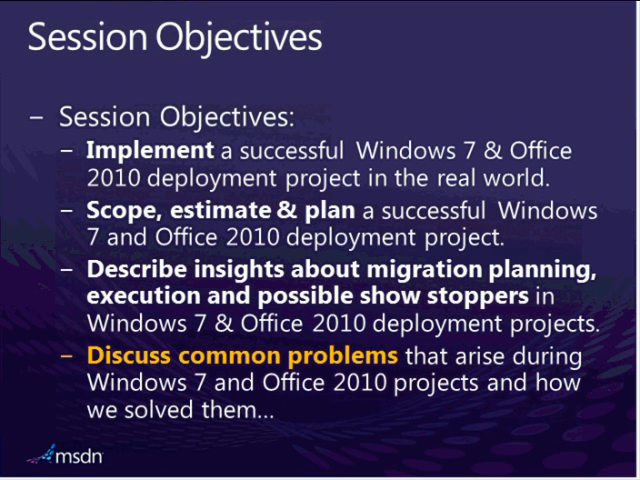 Session Objectives
– Session Objectives:
– Implement a successful Windows 7 & Office
2010 deployment project in the real world.
– Scope, estimate & plan a successful Windows
7 and Office 2010 deployment project.
– Describe insights about migration planning,
execution and possible show stoppers in
Windows 7 & Office 2010 deployment projects.
– Discuss common problems that arise during
Windows 7 and Office 2010 projects and how
we solved them...
msdn